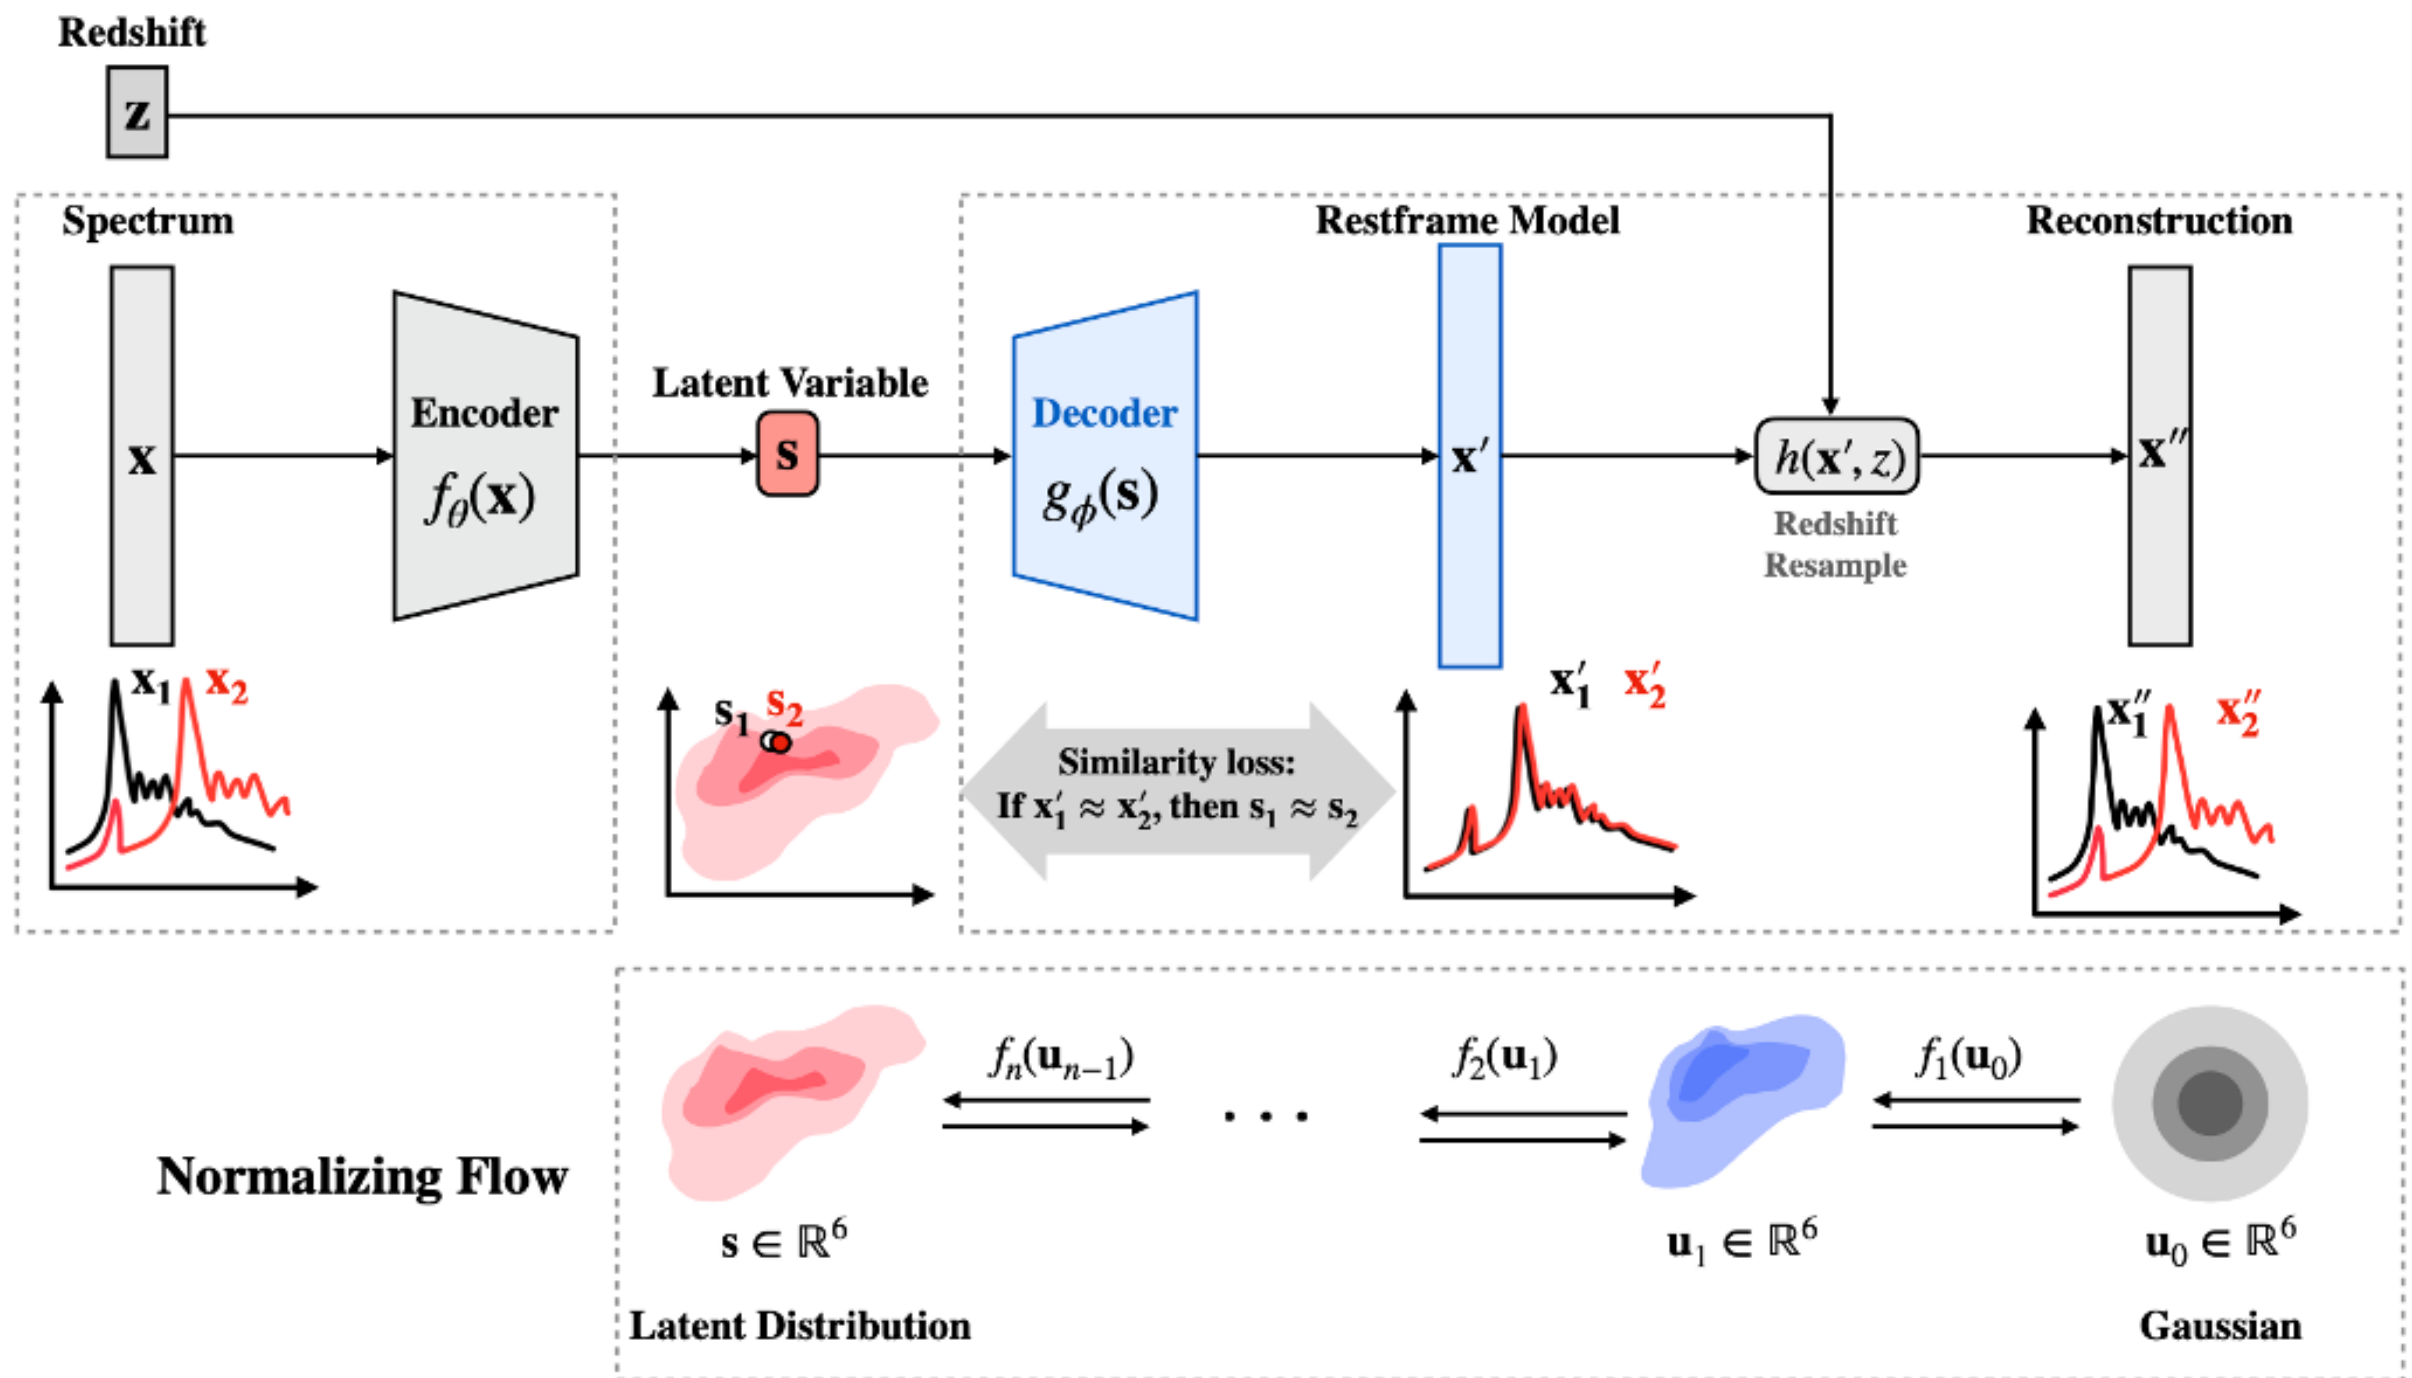 Redshift
z
Spectrum
Restframe Model
Reconstruction
x
Encoder
fθ(x)
Latent Variable
s
Decoder
gϕ(s)
x′
h(x′, z)
Redshift
Resample
x″
x₁ x₂
s₁ s₂
Similarity loss:
If x′₁ ≈ x′₂, then s₁ ≈ s₂
x′₁ x′₂
x″₁ x″₂
Normalizing Flow
fₙ(uₙ₋₁)
. . .
f₂(u₁)
f₁(u₀)
s ∈ ℝ⁶
u₁ ∈ ℝ⁶
u₀ ∈ ℝ⁶
Latent Distribution
Gaussian